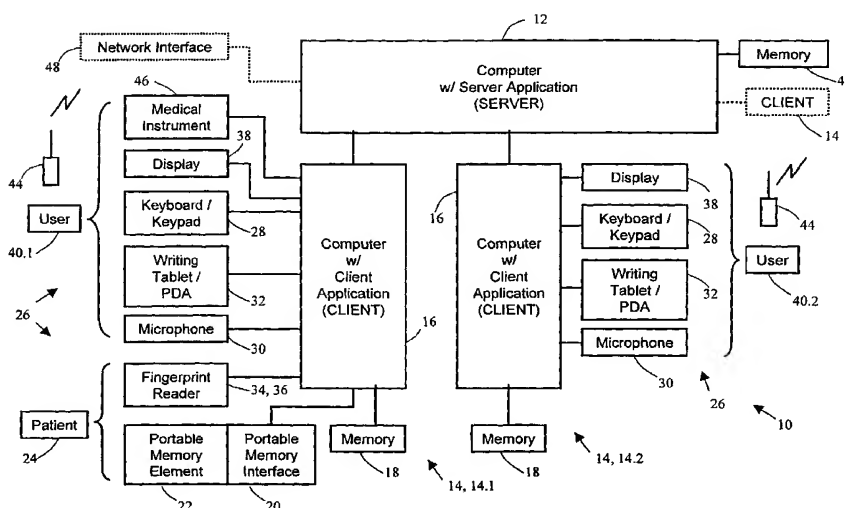 12
48
Network Interface
Computer
w/ Server Application
(SERVER)
Memory
4
CLIENT
14
46
Medical
Instrument
38
Display
44
Keyboard /
Keypad
28
User
40.1
Writing
Tablet /
PDA
32
26
Microphone
30
Computer
w/
Client
Application
(CLIENT)
16
Fingerprint
Reader
34, 36
Patient
24
Portable
Memory
Element
22
Portable
Memory
Interface
20
Memory
18
14, 14.1
16
Computer
w/
Client
Application
(CLIENT)
Display
38
Keyboard /
Keypad
28
Writing
Tablet /
PDA
32
Microphone
30
44
User
40.2
26
10
Memory
18
14, 14.2